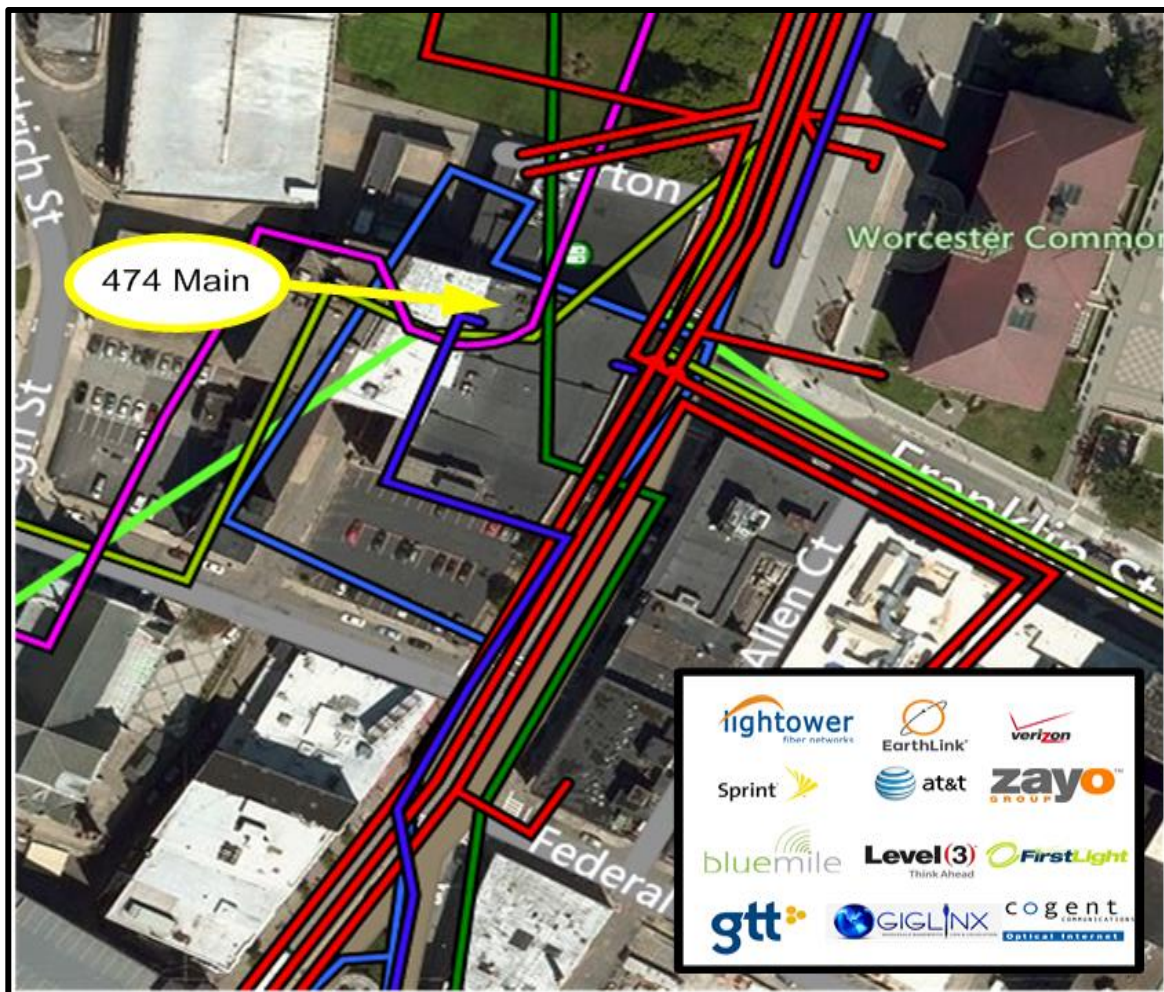 Worcester Common
474 Main
Franklin St
Allen Ct
Federal
lightower
fiber networks
EarthLink
verizon
Sprint
at&t
zayo
GROUP
bluemile
Level(3)
Think Ahead
FirstLight
gtt
GIGLINX
cogent
COMMUNICATIONS
Optical Internet